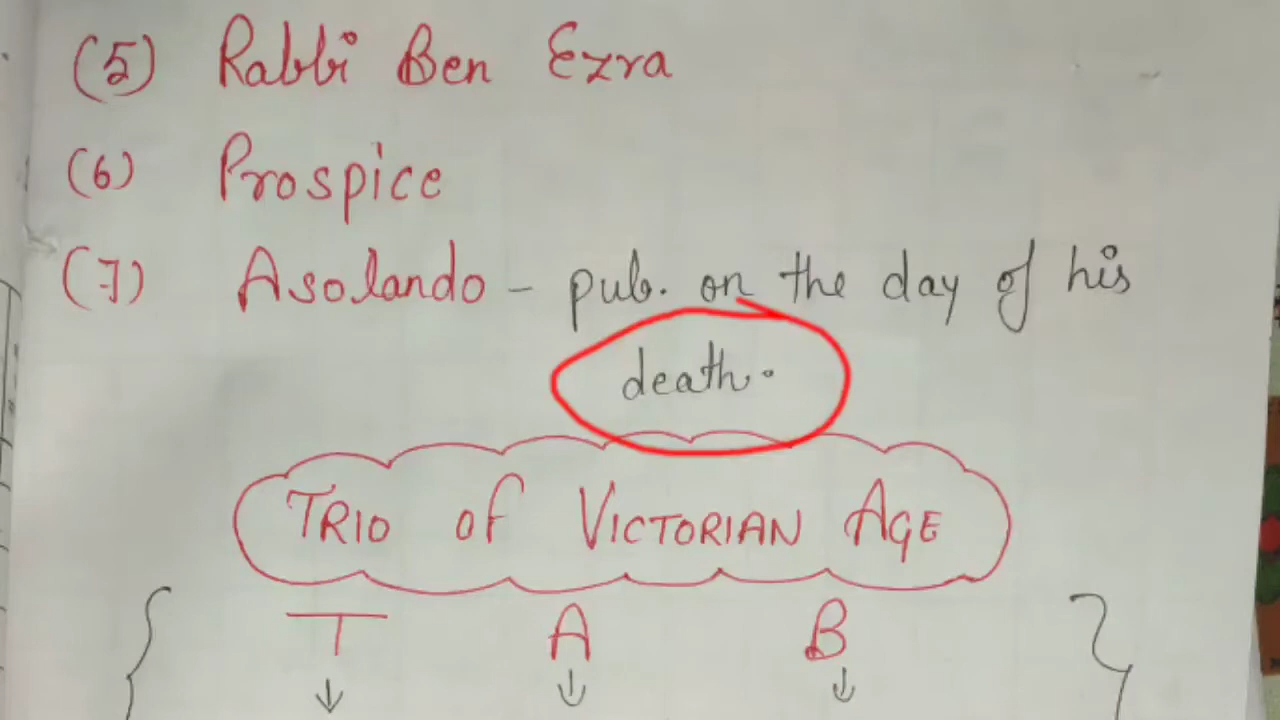 (5) Rabbi Ben Ezra
(6) Prospice
(7) Asolando - pub. on the day of his
death.
TRIO of VICTORIAN AGE
T A B